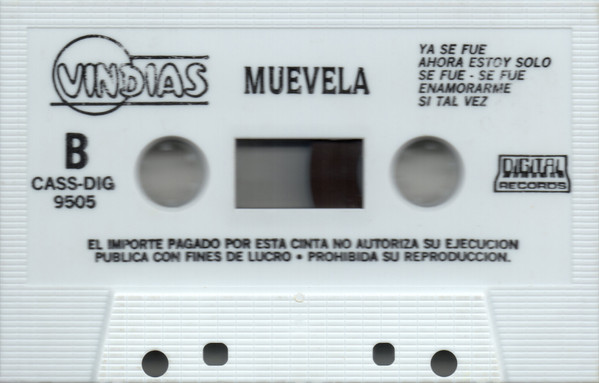 VINDIAS
MUEVELA
YA SE FUE
AHORA ESTOY SOLO
SE FUE - SE FUE
ENAMORARME
SI TAL VEZ
B
CASS-DIG
9505
DIGITAL
RECORDS
EL IMPORTE PAGADO POR ESTA CINTA NO AUTORIZA SU EJECUCION
PUBLICA CON FINES DE LUCRO • PROHIBIDA SU REPRODUCCION.